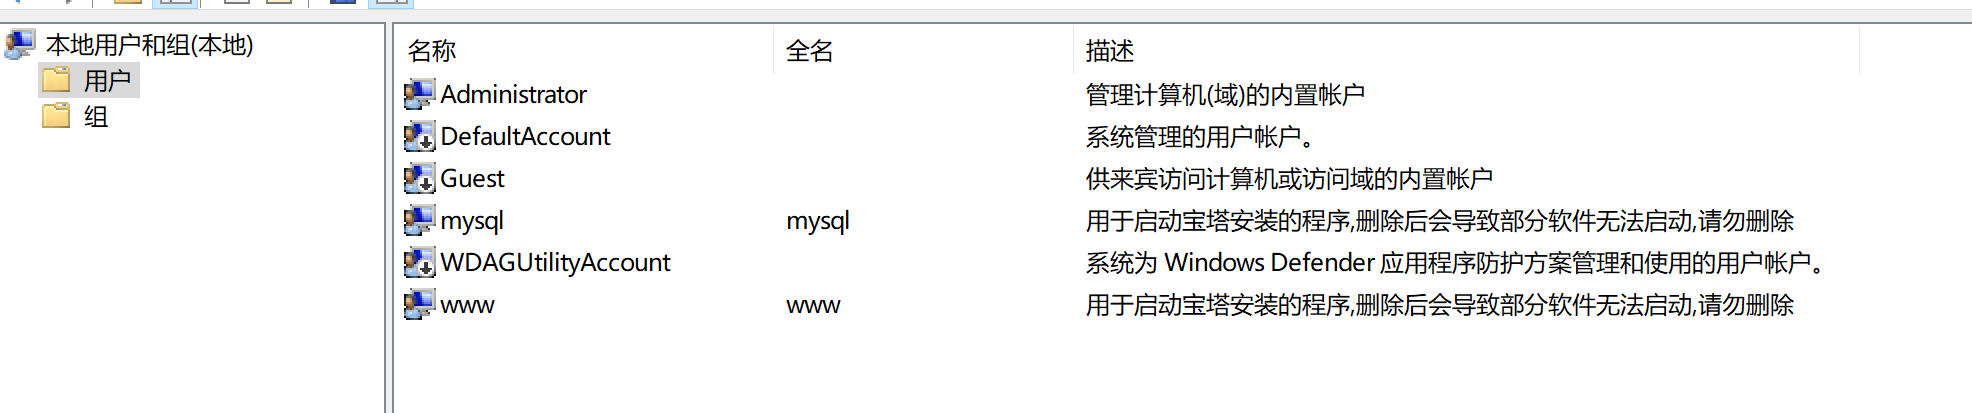 本地用户和组(本地)
用户
组
名称 全名 描述
Administrator 管理计算机(域)的内置帐户
DefaultAccount 系统管理的用户帐户。
Guest 供来宾访问计算机或访问域的内置帐户
mysql mysql 用于启动宝塔安装的程序,删除后会导致部分软件无法启动,请勿删除
WDAGUtilityAccount 系统为 Windows Defender 应用程序防护方案管理和使用的用户帐户。
www www 用于启动宝塔安装的程序,删除后会导致部分软件无法启动,请勿删除